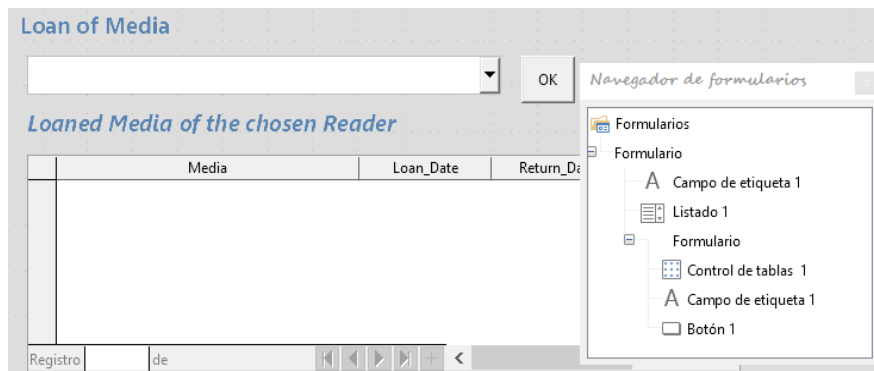 Loan of Media
OK
Loaned Media of the chosen Reader
Media Loan_Date Return_Da
Registro de
Navegador de formularios
Formularios
Formulario
A Campo de etiqueta 1
Listado 1
Formulario
Control de tablas 1
A Campo de etiqueta 1
Botón 1